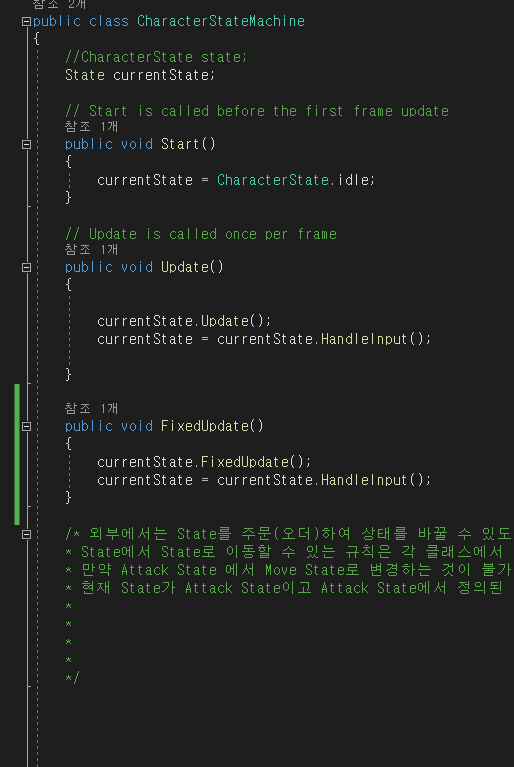 참조 2개
public class CharacterStateMachine
{
//CharacterState state;
State currentState;
// Start is called before the first frame update
참조 1개
public void Start()
{
currentState = CharacterState.idle;
}
// Update is called once per frame
참조 1개
public void Update()
{
currentState.Update();
currentState = currentState.HandleInput();
}
참조 1개
public void FixedUpdate()
{
currentState.FixedUpdate();
currentState = currentState.HandleInput();
}
/* 외부에서는 State를 주문(오더)하여 상태를 바꿀 수 있도
* State에서 State로 이동할 수 있는 규칙은 각 클래스에서
* 만약 Attack State 에서 Move State로 변경하는 것이 불가
* 현재 State가 Attack State이고 Attack State에서 정의된
*
*
*
*
*/